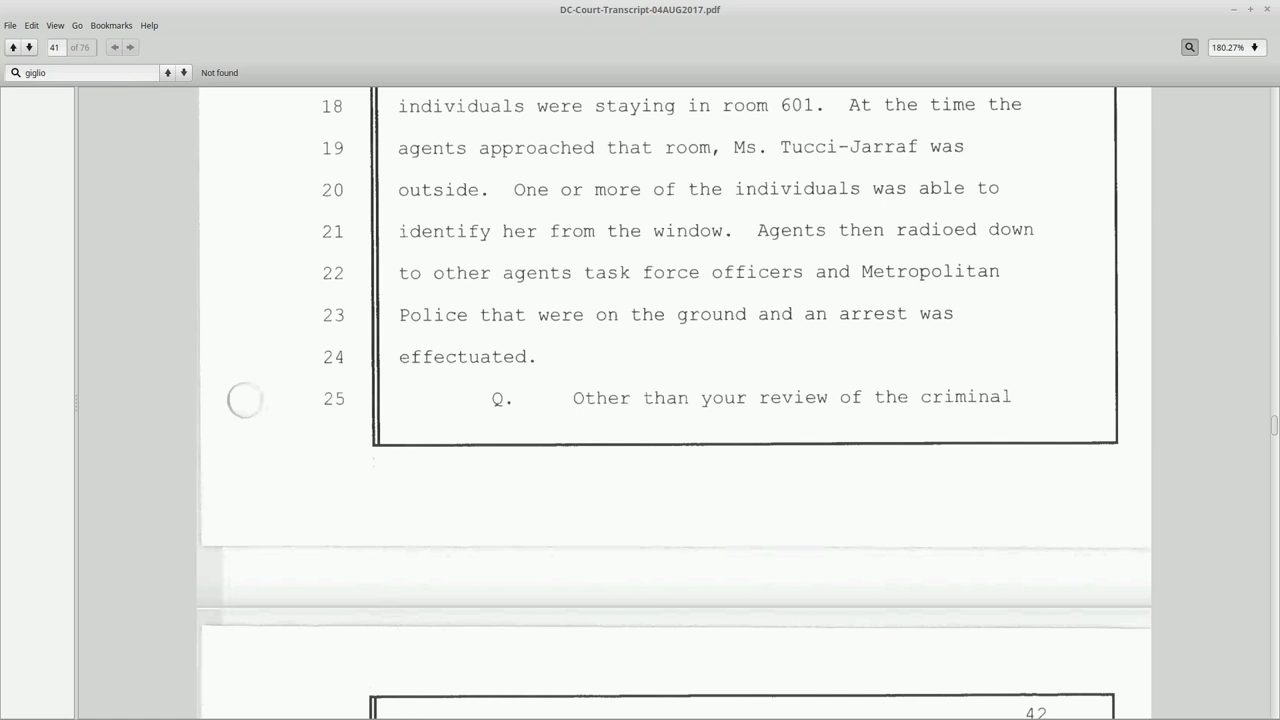 DC-Court-Transcript-04AUG2017.pdf
File Edit View Go Bookmarks Help
41 of 76 180.27%
giglio Not found
18 individuals were staying in room 601. At the time the
19 agents approached that room, Ms. Tucci-Jarraf was
20 outside. One or more of the individuals was able to
21 identify her from the window. Agents then radioed down
22 to other agents task force officers and Metropolitan
23 Police that were on the ground and an arrest was
24 effectuated.
25 Q. Other than your review of the criminal
42